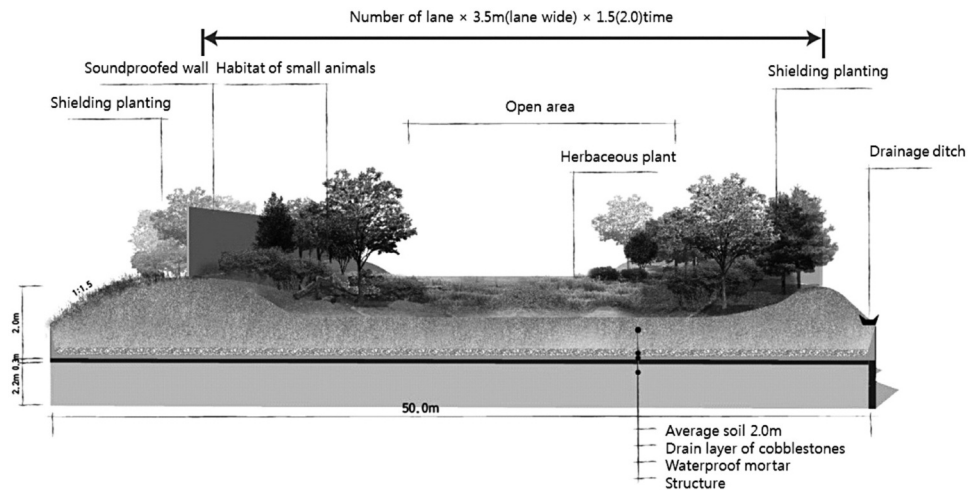 Number of lane × 3.5m(lane wide) × 1.5(2.0)time
Soundproofed wall
Habitat of small animals
Shielding planting
Shielding planting
Open area
Herbaceous plant
Drainage ditch
1:1.5
2.0m
0.3m
2.2m
50.0m
Average soil 2.0m
Drain layer of cobblestones
Waterproof mortar
Structure